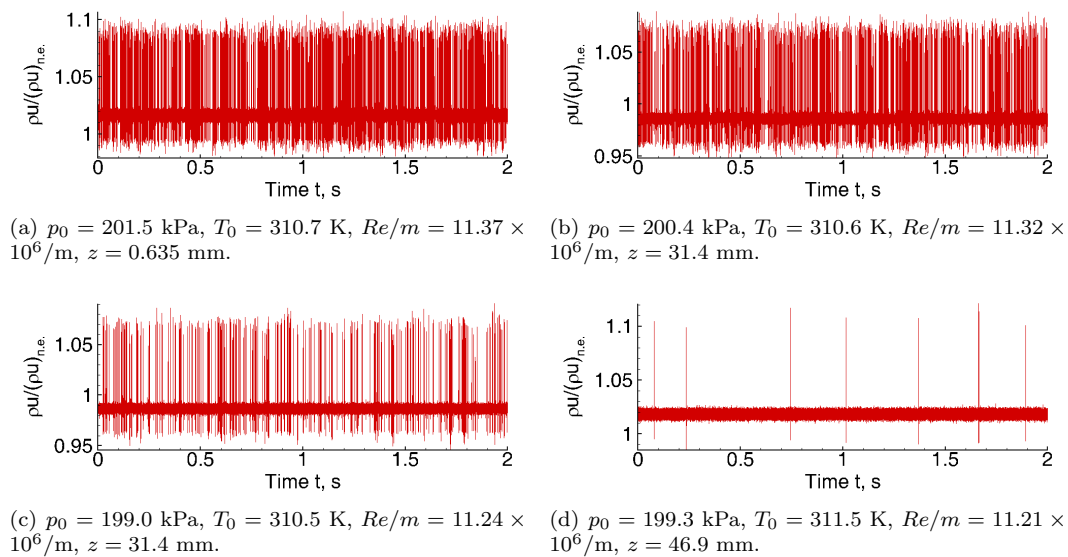 1.1
1.05
1
ρu/(ρu)n.e.
0
0.5
1
1.5
2
Time t, s
(a) p0 = 201.5 kPa, T0 = 310.7 K, Re/m = 11.37 ×
10^6/m, z = 0.635 mm.
1.05
1
0.95
ρu/(ρu)n.e.
0
0.5
1
1.5
2
Time t, s
(b) p0 = 200.4 kPa, T0 = 310.6 K, Re/m = 11.32 ×
10^6/m, z = 31.4 mm.
1.05
1
0.95
ρu/(ρu)n.e.
0
0.5
1
1.5
2
Time t, s
(c) p0 = 199.0 kPa, T0 = 310.5 K, Re/m = 11.24 ×
10^6/m, z = 31.4 mm.
1.1
1.05
1
ρu/(ρu)n.e.
0
0.5
1
1.5
2
Time t, s
(d) p0 = 199.3 kPa, T0 = 311.5 K, Re/m = 11.21 ×
10^6/m, z = 46.9 mm.